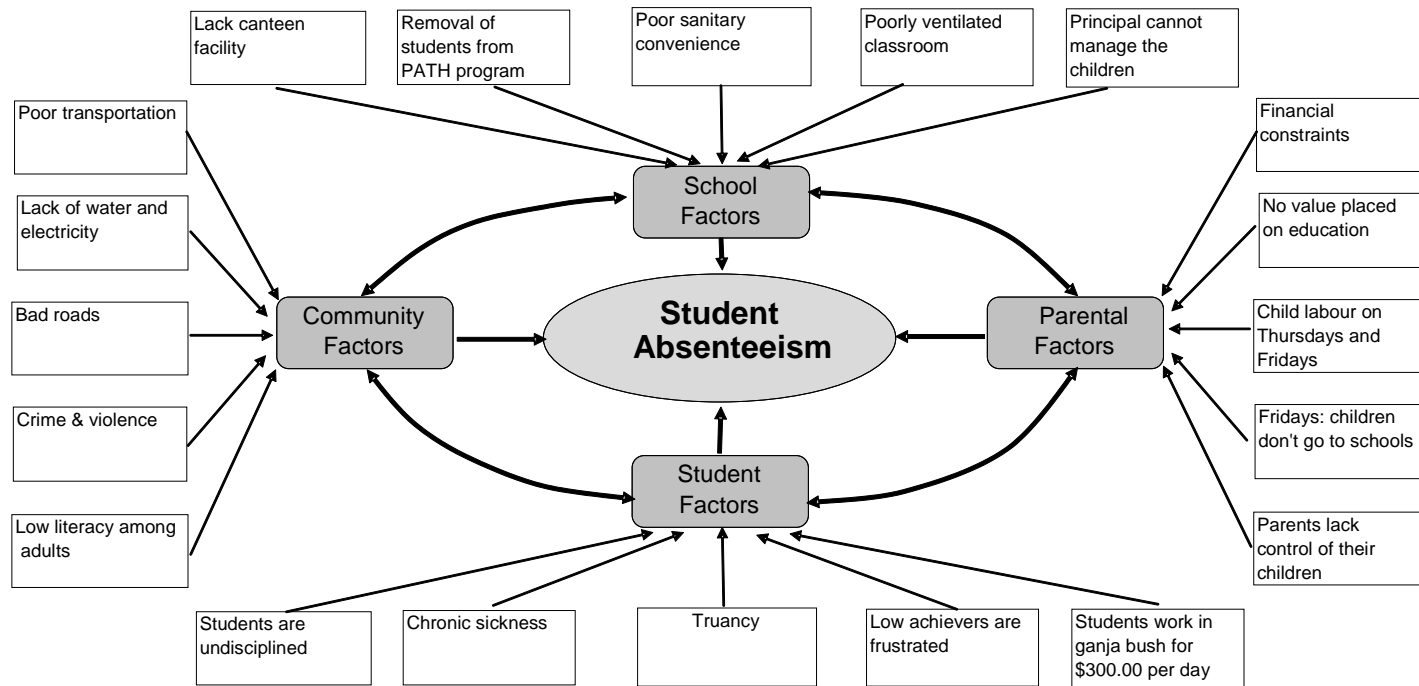 Lack canteen
facility
Removal of
students from
PATH program
Poor sanitary
convenience
Poorly ventilated
classroom
Principal cannot
manage the
children
Poor transportation
Lack of water and
electricity
Bad roads
Crime & violence
Low literacy among
adults
School
Factors
Community
Factors
Student
Absenteeism
Parental
Factors
Student
Factors
Financial
constraints
No value placed
on education
Child labour on
Thursdays and
Fridays
Fridays: children
don't go to schools
Parents lack
control of their
children
Students are
undisciplined
Chronic sickness
Truancy
Low achievers are
frustrated
Students work in
ganja bush for
$300.00 per day